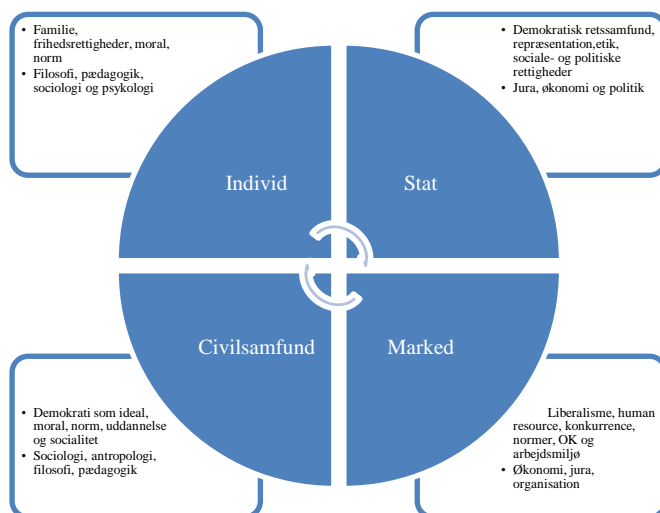 • Familie,
frihedsrettigheder, moral,
norm
• Filosofi, pædagogik,
sociologi og psykologi
• Demokratisk retssamfund,
repræsentation,etik,
sociale- og politiske
rettigheder
• Jura, økonomi og politik
Individ
Stat
Civilsamfund
Marked
• Demokrati som ideal,
moral, norm, uddannelse
og socialitet
• Sociologi, antropologi,
filosofi, pædagogik
Liberalisme, human
resource, konkurrence,
normer, OK og
arbejdsmiljø
• Økonomi, jura,
organisation